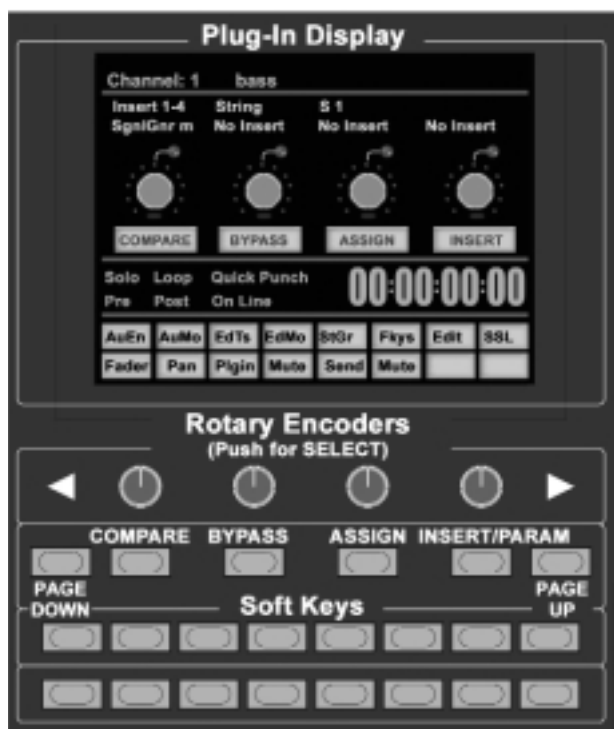 Plug-In Display
Channel: 1 bass
Insert 1-4 String S 1
SgnlGnr m No Insert No Insert No Insert
COMPARE BYPASS ASSIGN INSERT
Solo Loop Quick Punch
00:00:00:00
Pre Post On Line
AuEn AuMo EdTs EdMo StGr Fkys Edit SSL
Fader Pan Plgin Mute Send Mute
Rotary Encoders
(Push for SELECT)
COMPARE BYPASS ASSIGN INSERT/PARAM
PAGE DOWN
PAGE UP
Soft Keys